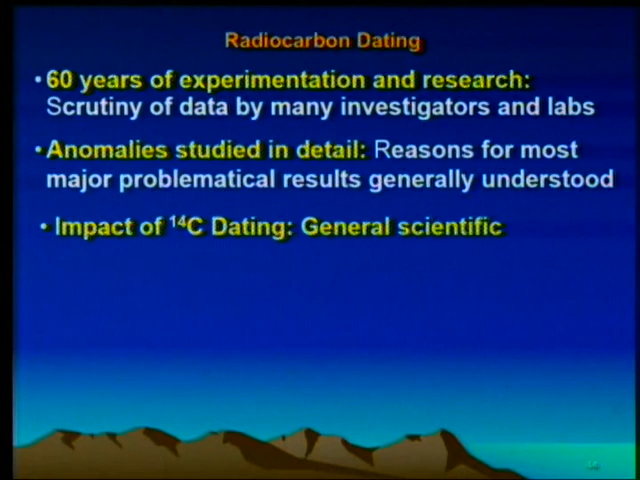 Radiocarbon Dating
• 60 years of experimentation and research:
Scrutiny of data by many investigators and labs
• Anomalies studied in detail: Reasons for most
major problematical results generally understood
• Impact of ¹⁴C Dating: General scientific